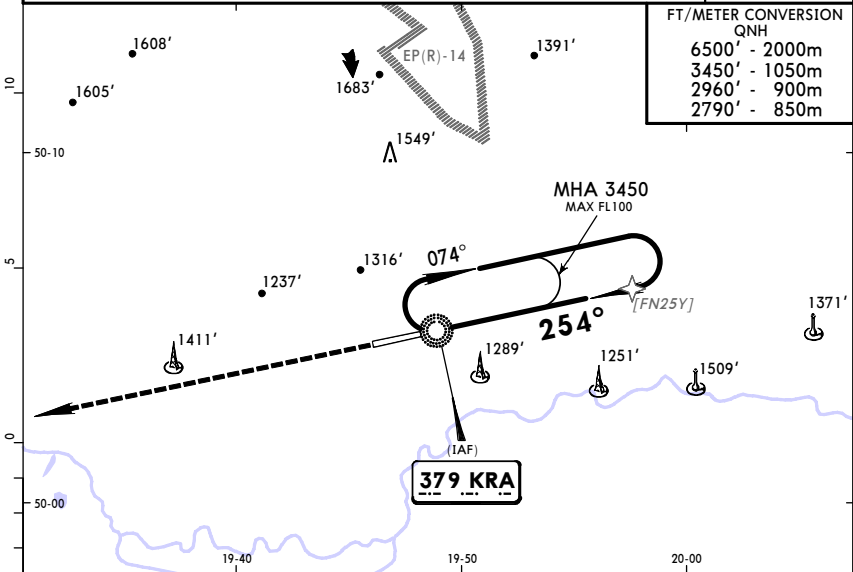 FT/METER CONVERSION
QNH
6500' - 2000m
3450' - 1050m
2960' - 900m
2790' - 850m
1608'
1391'
EP(R)-14
1683'
1605'
10
1549'
50-10
MHA 3450
MAX FL100
074°
1316'
5
1237'
[FN25Y]
1371'
254°
1411'
1289'
1251'
1509'
0
(IAF)
379 KRA
50-00
19-40
19-50
20-00